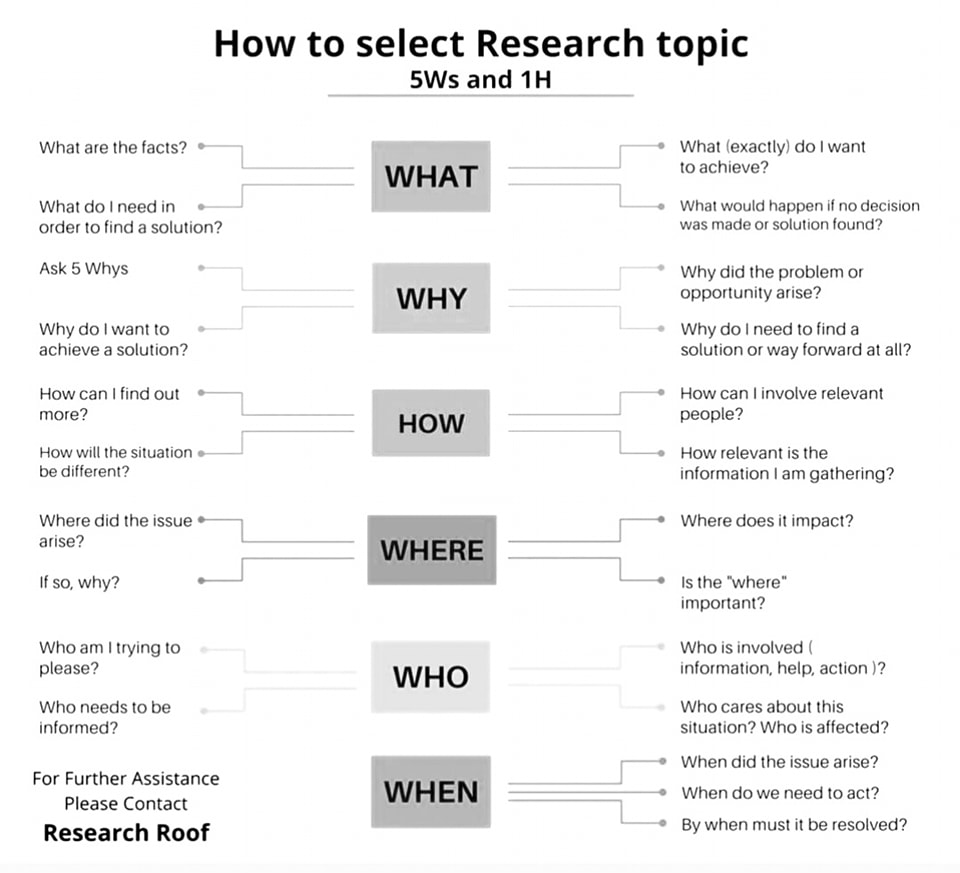 How to select Research topic
5Ws and 1H
What are the facts?
What do I need in
order to find a solution?
WHAT
What (exactly) do I want
to achieve?
What would happen if no decision
was made or solution found?
Ask 5 Whys
Why do I want to
achieve a solution?
WHY
Why did the problem or
opportunity arise?
Why do I need to find a
solution or way forward at all?
How can I find out
more?
How will the situation
be different?
HOW
How can I involve relevant
people?
How relevant is the
information I am gathering?
Where did the issue
arise?
If so, why?
WHERE
Where does it impact?
Is the "where"
important?
Who am I trying to
please?
Who needs to be
informed?
WHO
Who is involved (
information, help, action )?
Who cares about this
situation? Who is affected?
WHEN
When did the issue arise?
When do we need to act?
By when must it be resolved?
For Further Assistance
Please Contact
Research Roof